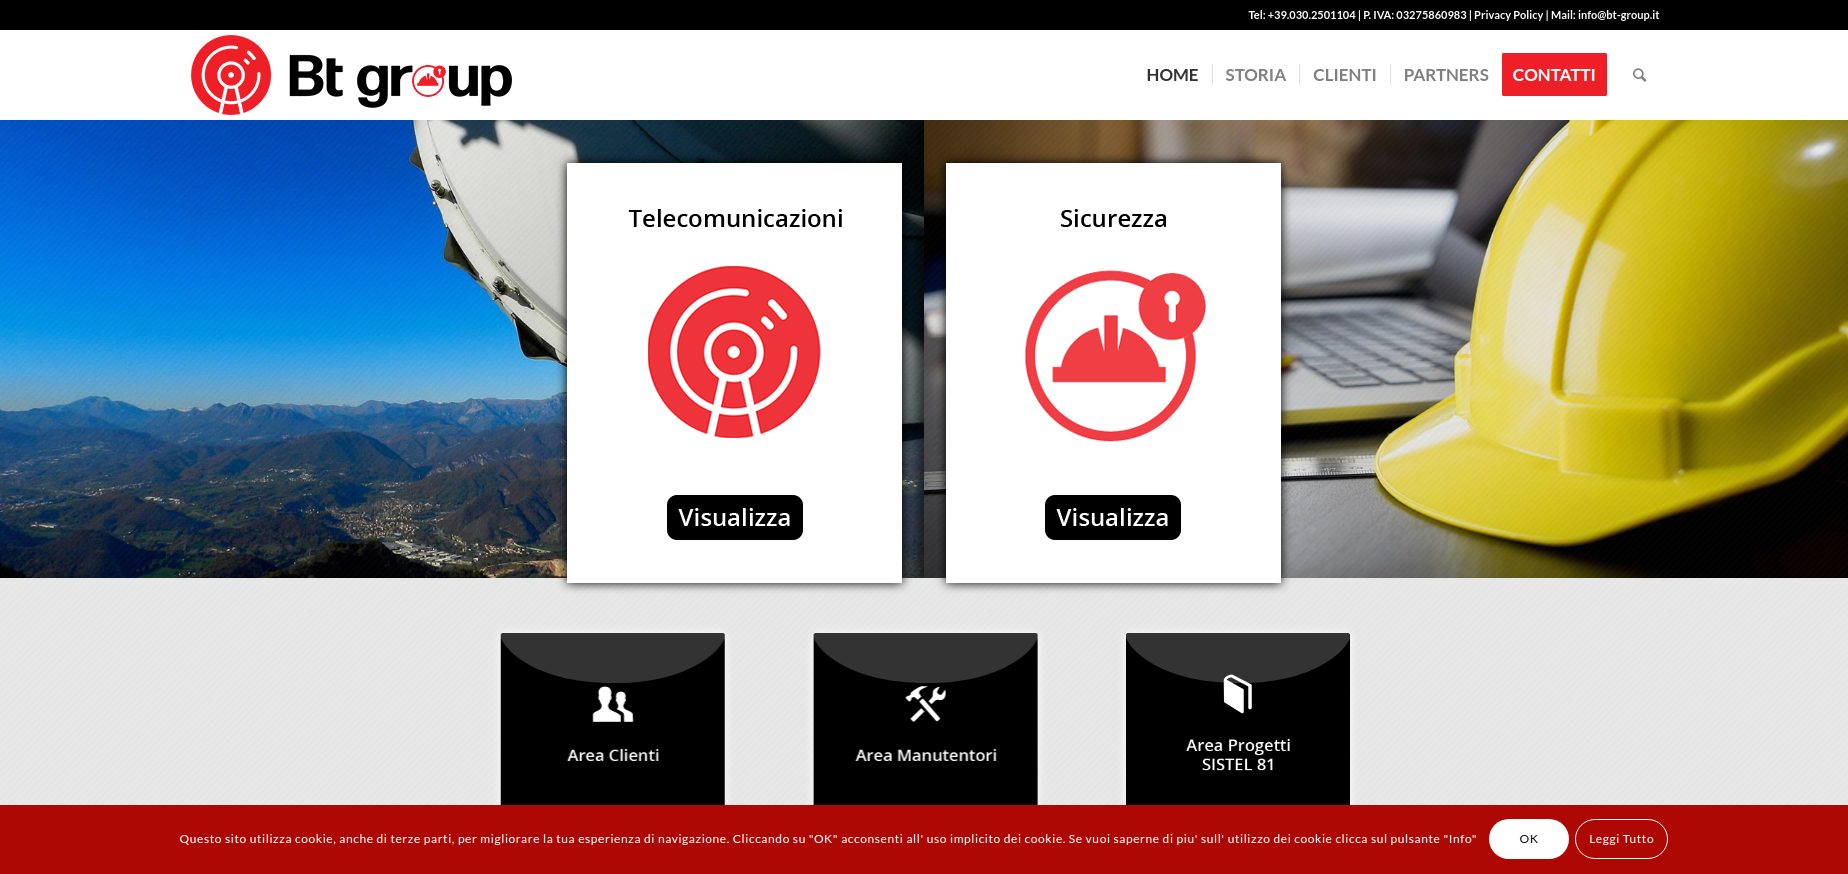 Tel: +39.030.2501104 | P. IVA: 03275860983 | Privacy Policy | Mail: info@bt-group.it
Bt group
HOME
STORIA
CLIENTI
PARTNERS
CONTATTI
Telecomunicazioni
Visualizza
Sicurezza
Visualizza
Area Clienti
Area Manutentori
Area Progetti
SISTEL 81
Questo sito utilizza cookie, anche di terze parti, per migliorare la tua esperienza di navigazione. Cliccando su "OK" acconsenti all' uso implicito dei cookie. Se vuoi saperne di piu' sull' utilizzo dei cookie clicca sul pulsante "Info"
OK
Leggi Tutto